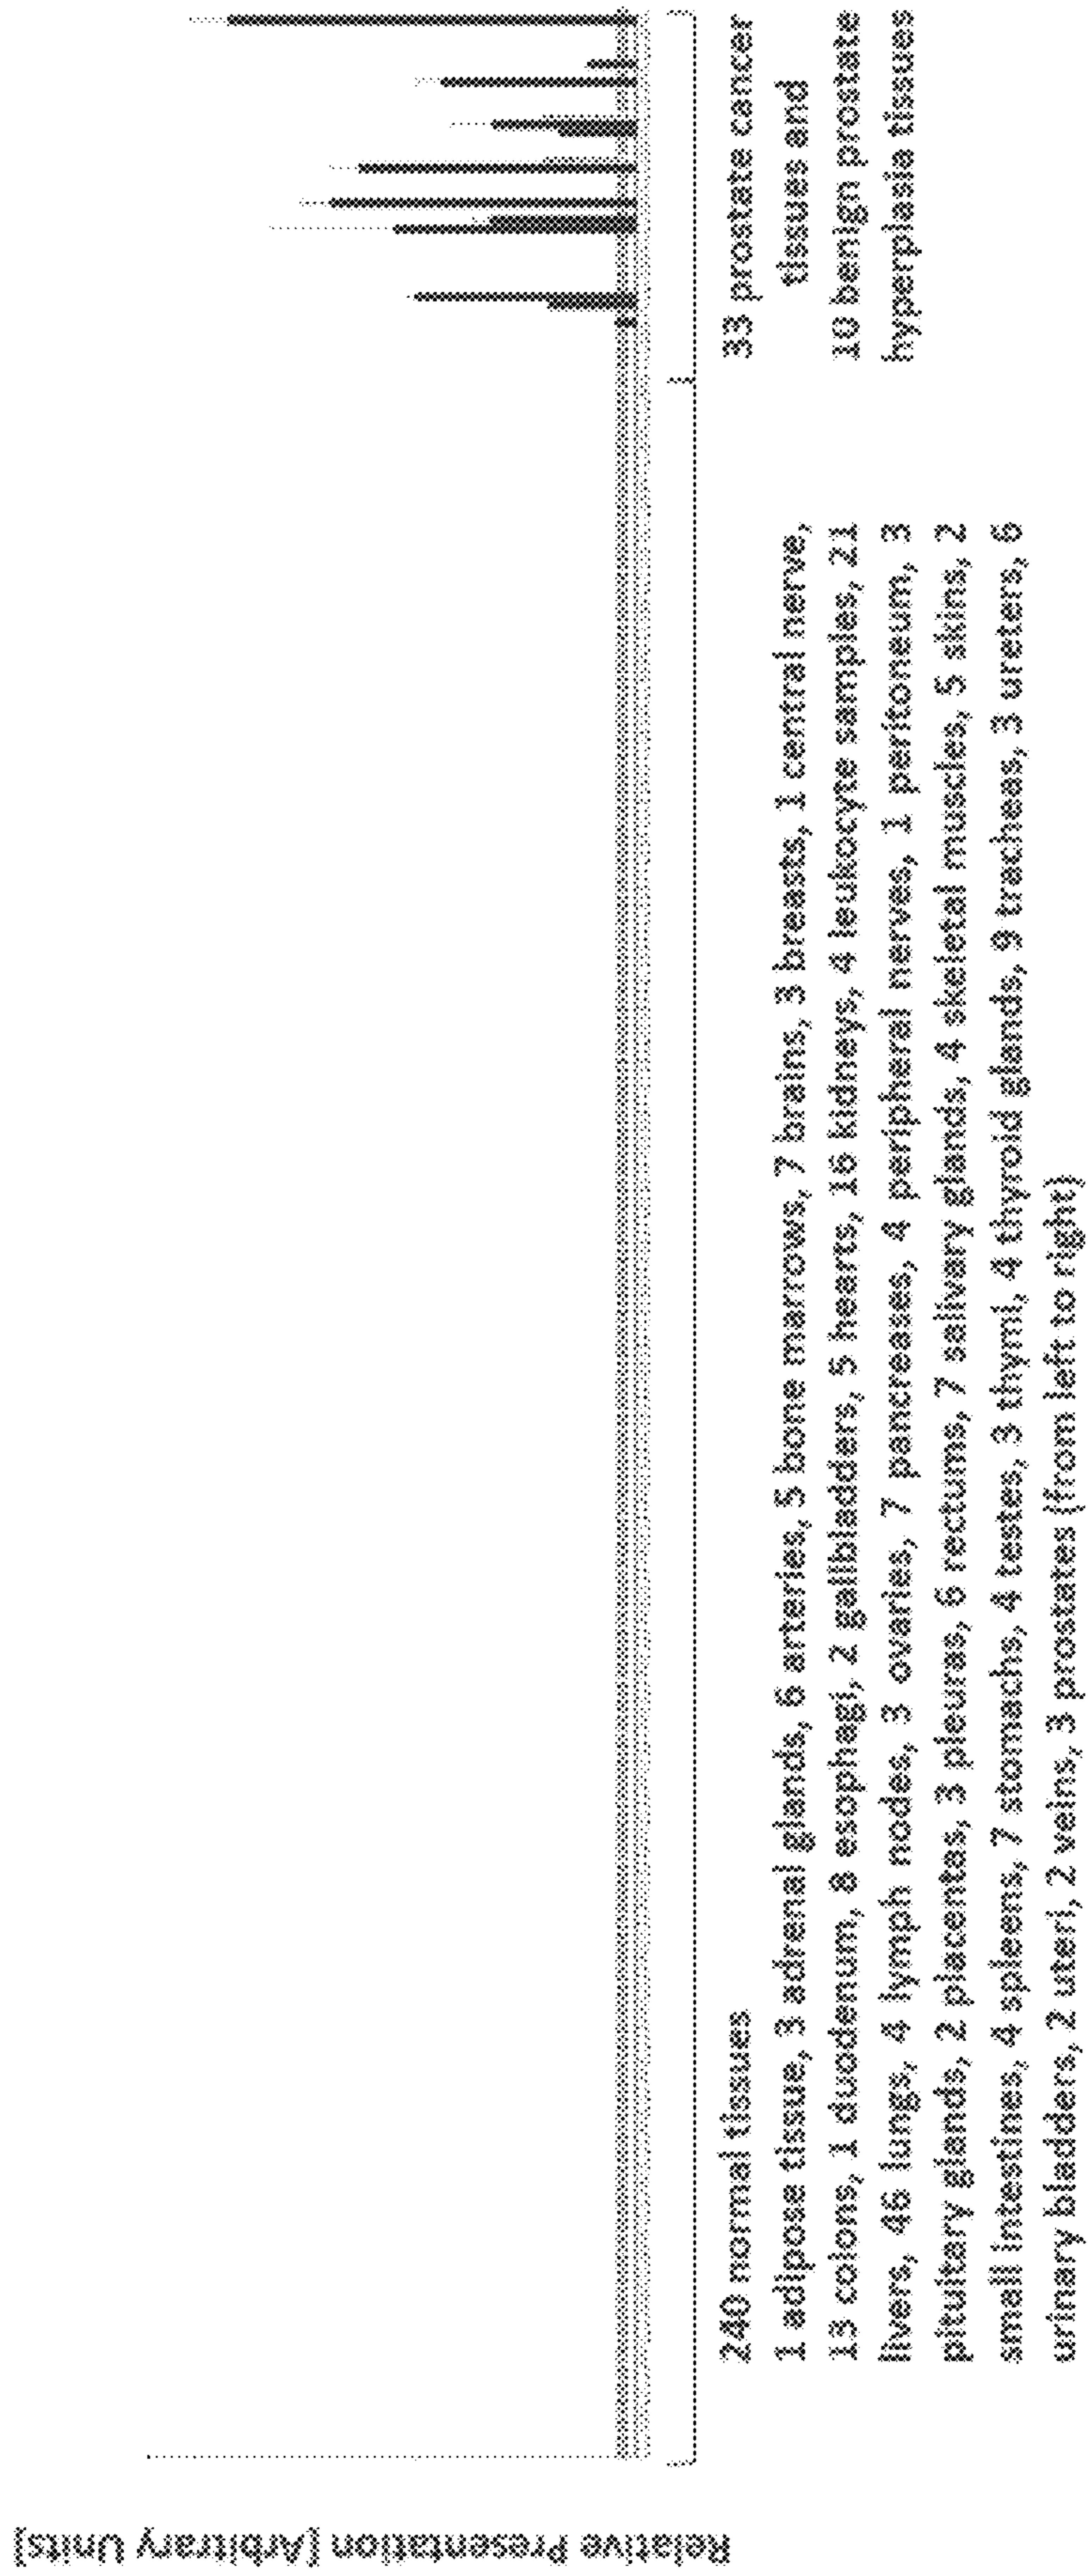 Relative Presentation [Arbitrary Units]
240 normal tissues
1 adipose tissue, 3 adrenal glands, 6 arteries, 5 bone marrows, 7 brains, 3 breasts, 1 central nerve,
13 colons, 1 duodenum, 8 esophagi, 2 gallbladders, 5 hearts, 16 kidneys, 4 leukocyte samples, 21
livers, 46 lungs, 4 lymph nodes, 3 ovaries, 7 pancreases, 4 peripheral nerves, 1 peritoneum, 3
pituitary glands, 2 placentas, 3 pleuras, 6 rectums, 7 salivary glands, 4 skeletal muscles, 5 skins, 2
small intestines, 4 spleens, 7 stomachs, 4 testes, 3 thymi, 4 thyroid glands, 9 tracheas, 3 ureters, 6
urinary bladders, 2 uteri, 2 veins, 3 prostates (from left to right)
33 prostate cancer
tissues and
10 benign prostate
hyperplasia tissues